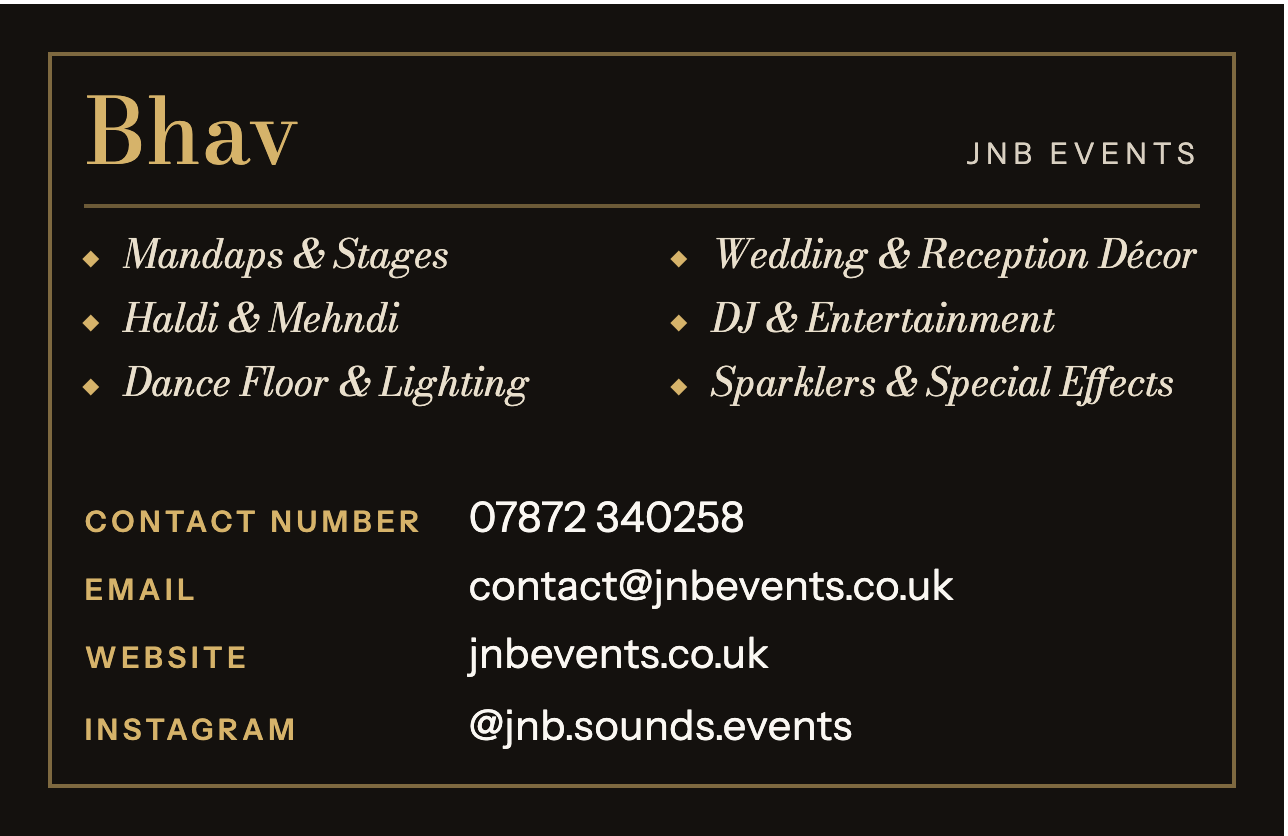 Bhav
JNB EVENTS
Mandaps & Stages
Haldi & Mehndi
Dance Floor & Lighting
Wedding & Reception Décor
DJ & Entertainment
Sparklers & Special Effects
CONTACT NUMBER 07872 340258
EMAIL contact@jnbevents.co.uk
WEBSITE jnbevents.co.uk
INSTAGRAM @jnb.sounds.events